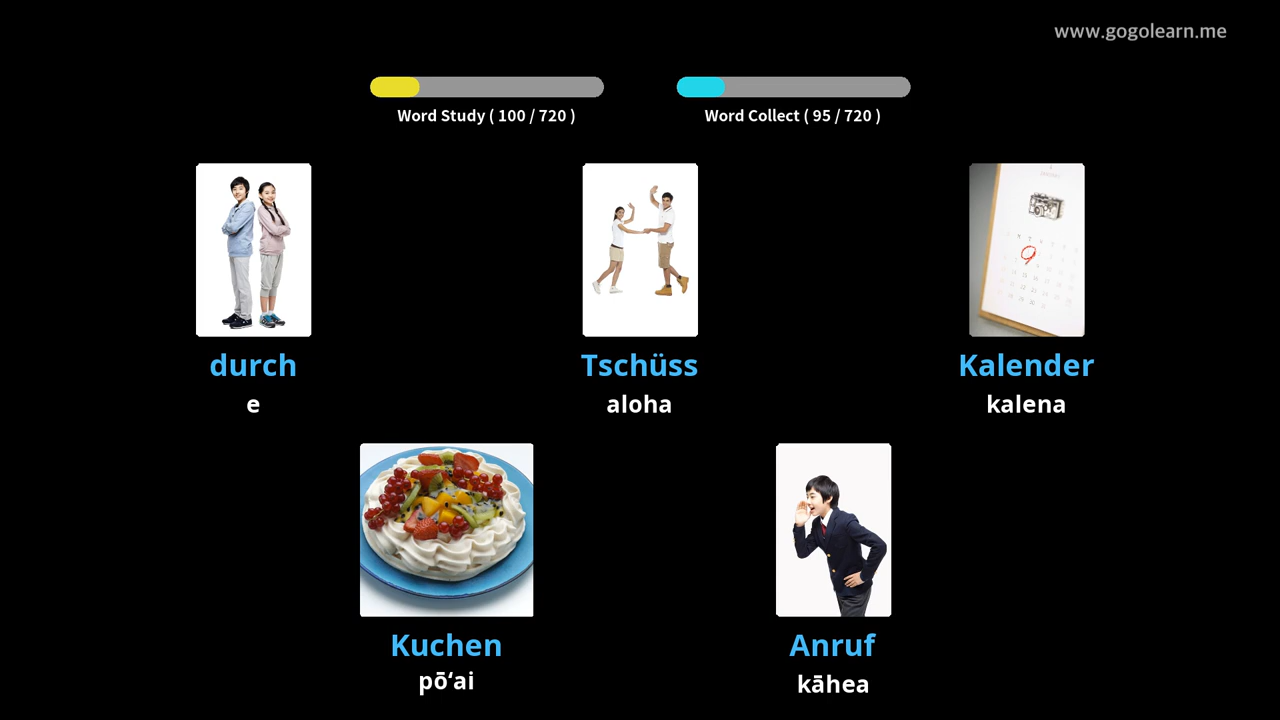 www.gogolearn.me
Word Study ( 100 / 720 )
Word Collect ( 95 / 720 )
durch
e
Tschüss
aloha
Kalender
kalena
Kuchen
pōʻai
Anruf
kāhea